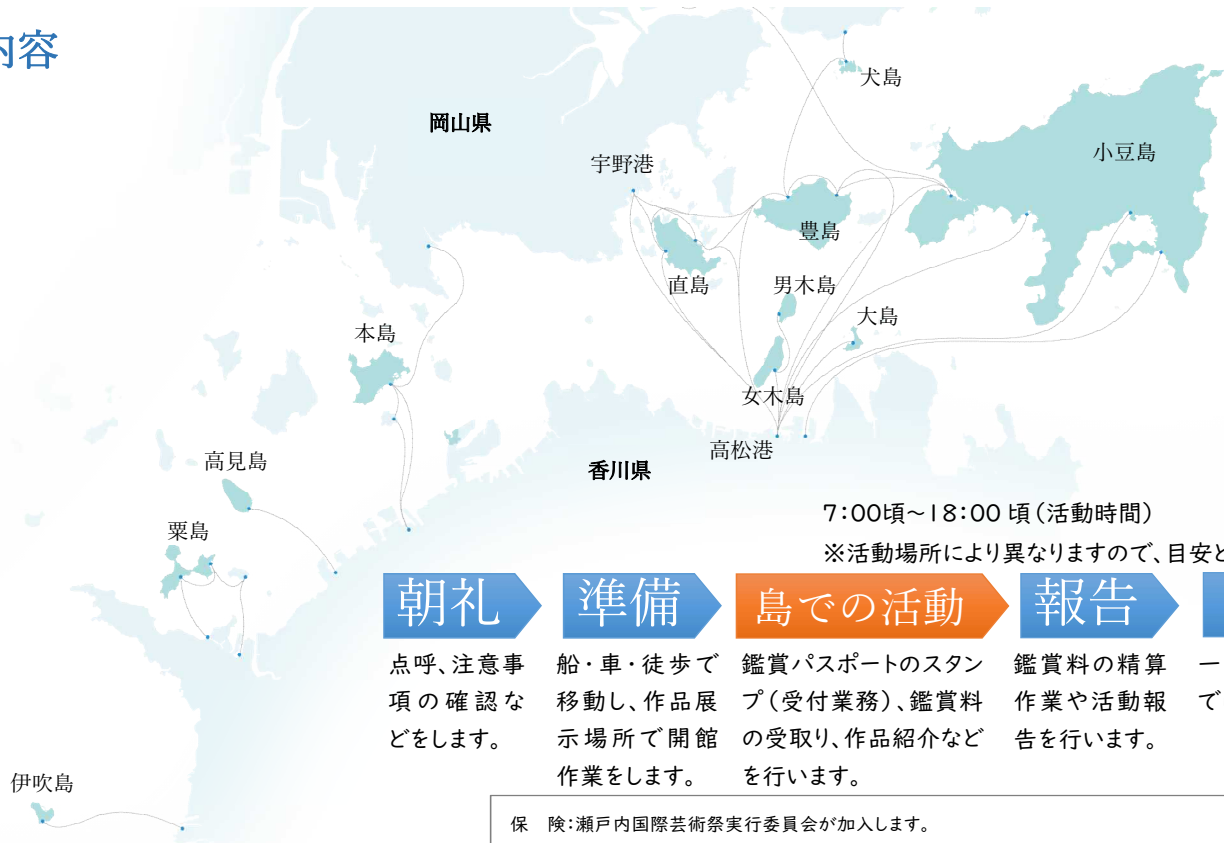 内容
犬島
岡山県
小豆島
宇野港
豊島
直島
男木島
大島
本島
女木島
高松港
高見島
香川県
粟島
伊吹島
7:00頃~18:00 頃(活動時間)
※活動場所により異なりますので、目安と
朝礼
点呼、注意事
項の確認な
どをします。
準備
船・車・徒歩で
移動し、作品展
示場所で開館
作業をします。
島での活動
鑑賞パスポートのスタン
プ(受付業務)、鑑賞料
の受取り、作品紹介など
を行います。
報告
鑑賞料の精算
作業や活動報
告を行います。
一
で
保 険:瀬戸内国際芸術祭実行委員会が加入します。